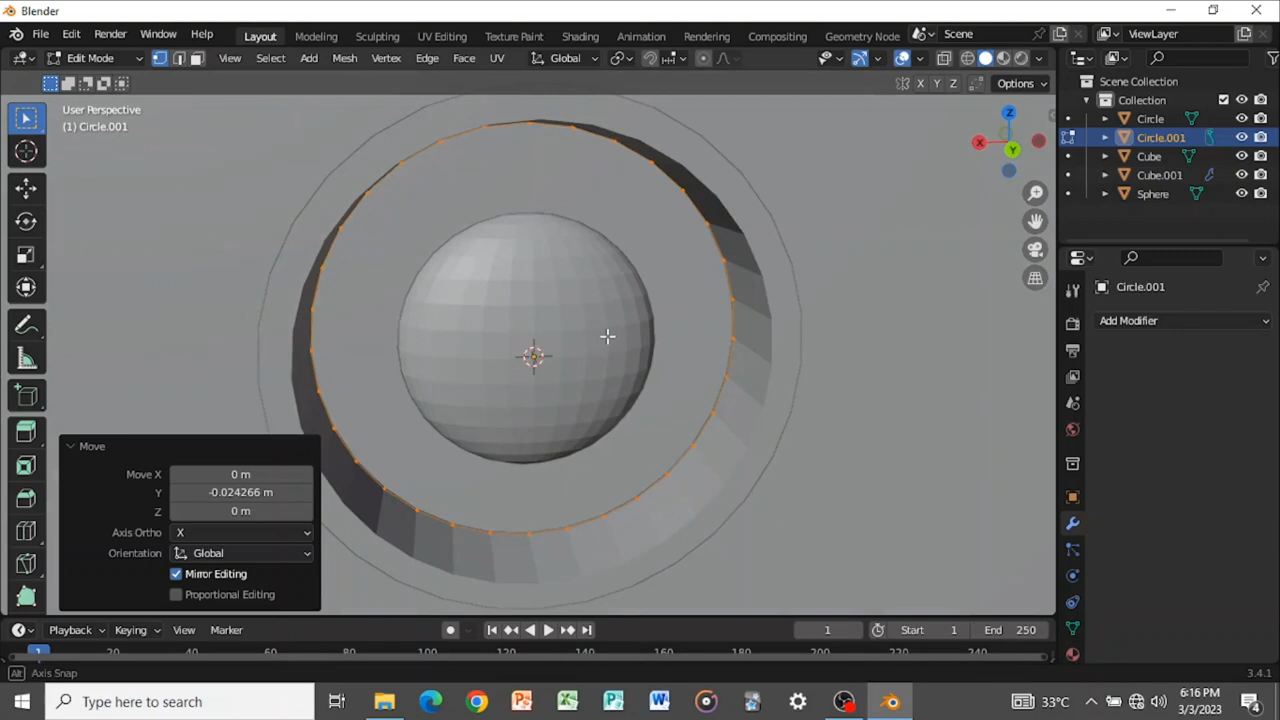 Blender
File Edit Render Window Help Layout Modeling Sculpting UV Editing Texture Paint Shading Animation Rendering Compositing Geometry Node Scene ViewLayer
Edit Mode View Select Add Mesh Vertex Edge Face UV Global
X Y Z Options
User Perspective
(1) Circle.001
Z
X
Y
Scene Collection
Collection
Circle
Circle.001
Cube
Cube.001
Sphere
Circle.001
Add Modifier
Move
Move X 0 m
Y -0.024266 m
Z 0 m
Axis Ortho X
Orientation Global
Mirror Editing
Proportional Editing
Playback Keying View Marker 1 Start 1 End 250
1 20 40 60 80 100 120 140 160 180 200 220 240
Alt Axis Snap 3.4.1
Type here to search 33°C 6:16 PM
3/3/2023
4